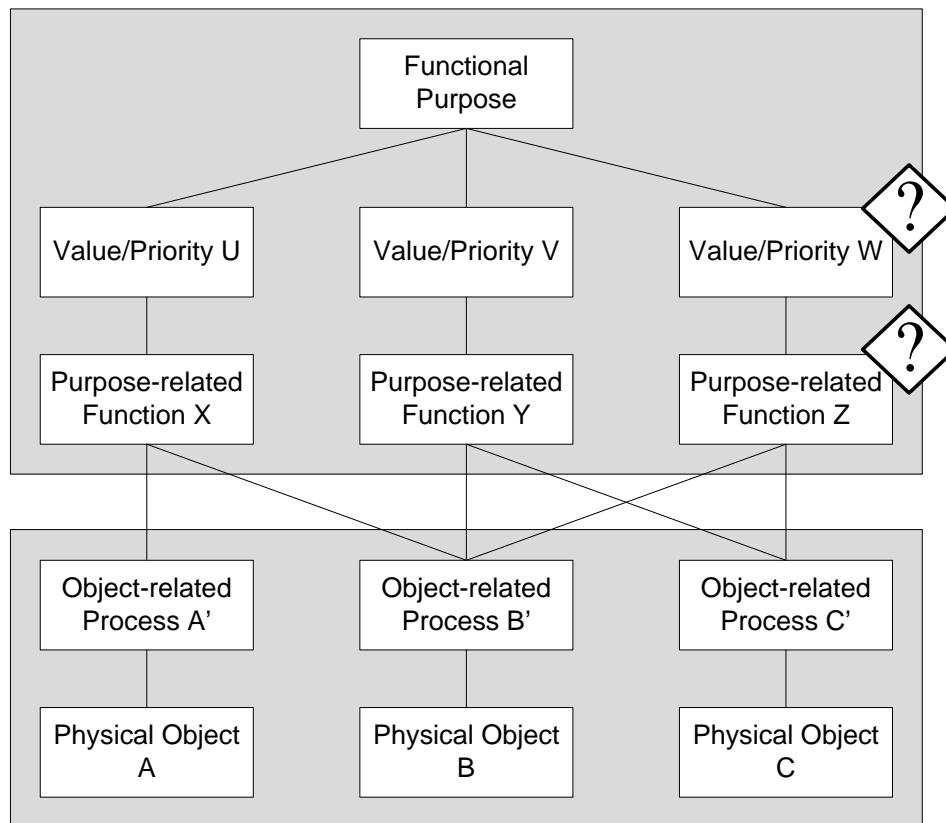 Functional
Purpose
?
Value/Priority U
Value/Priority V
Value/Priority W
?
Purpose-related
Function X
Purpose-related
Function Y
Purpose-related
Function Z
Object-related
Process A’
Object-related
Process B’
Object-related
Process C’
Physical Object
A
Physical Object
B
Physical Object
C